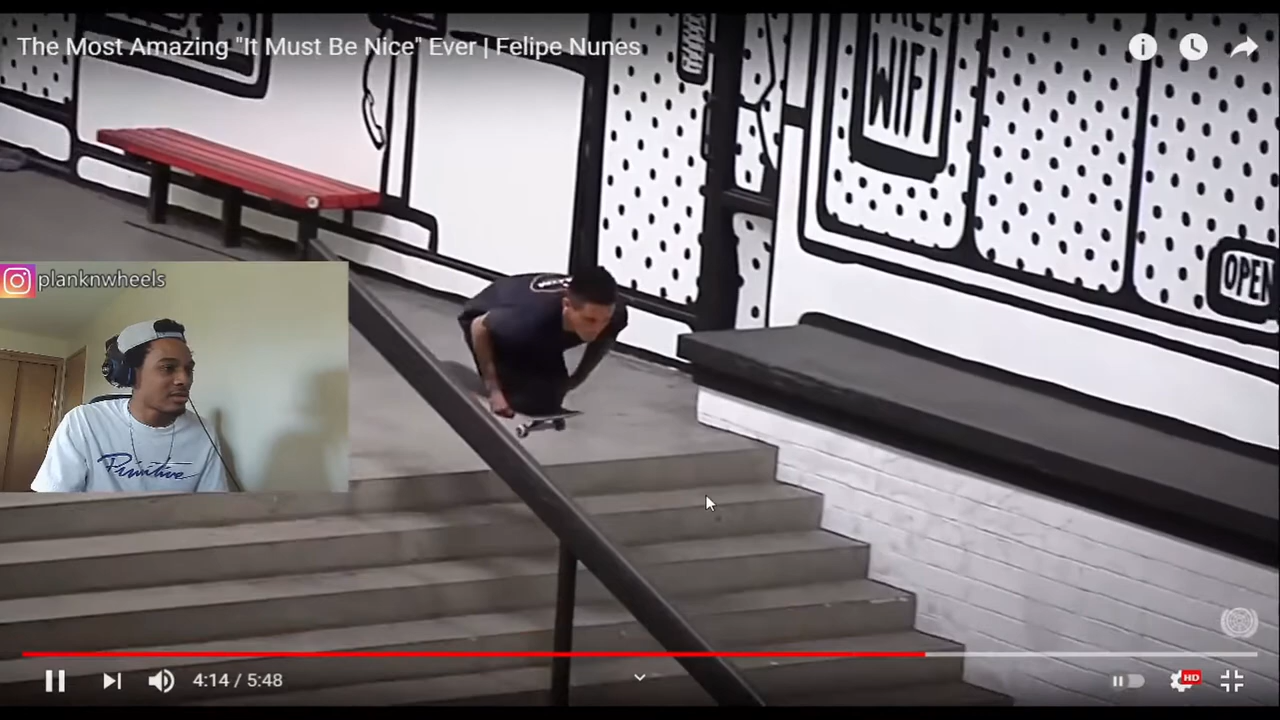 The Most Amazing "It Must Be Nice" Ever | Felipe Nunes
FREE
WIFI
OPEN
planknwheels
Primitive
4:14 / 5:48
HD